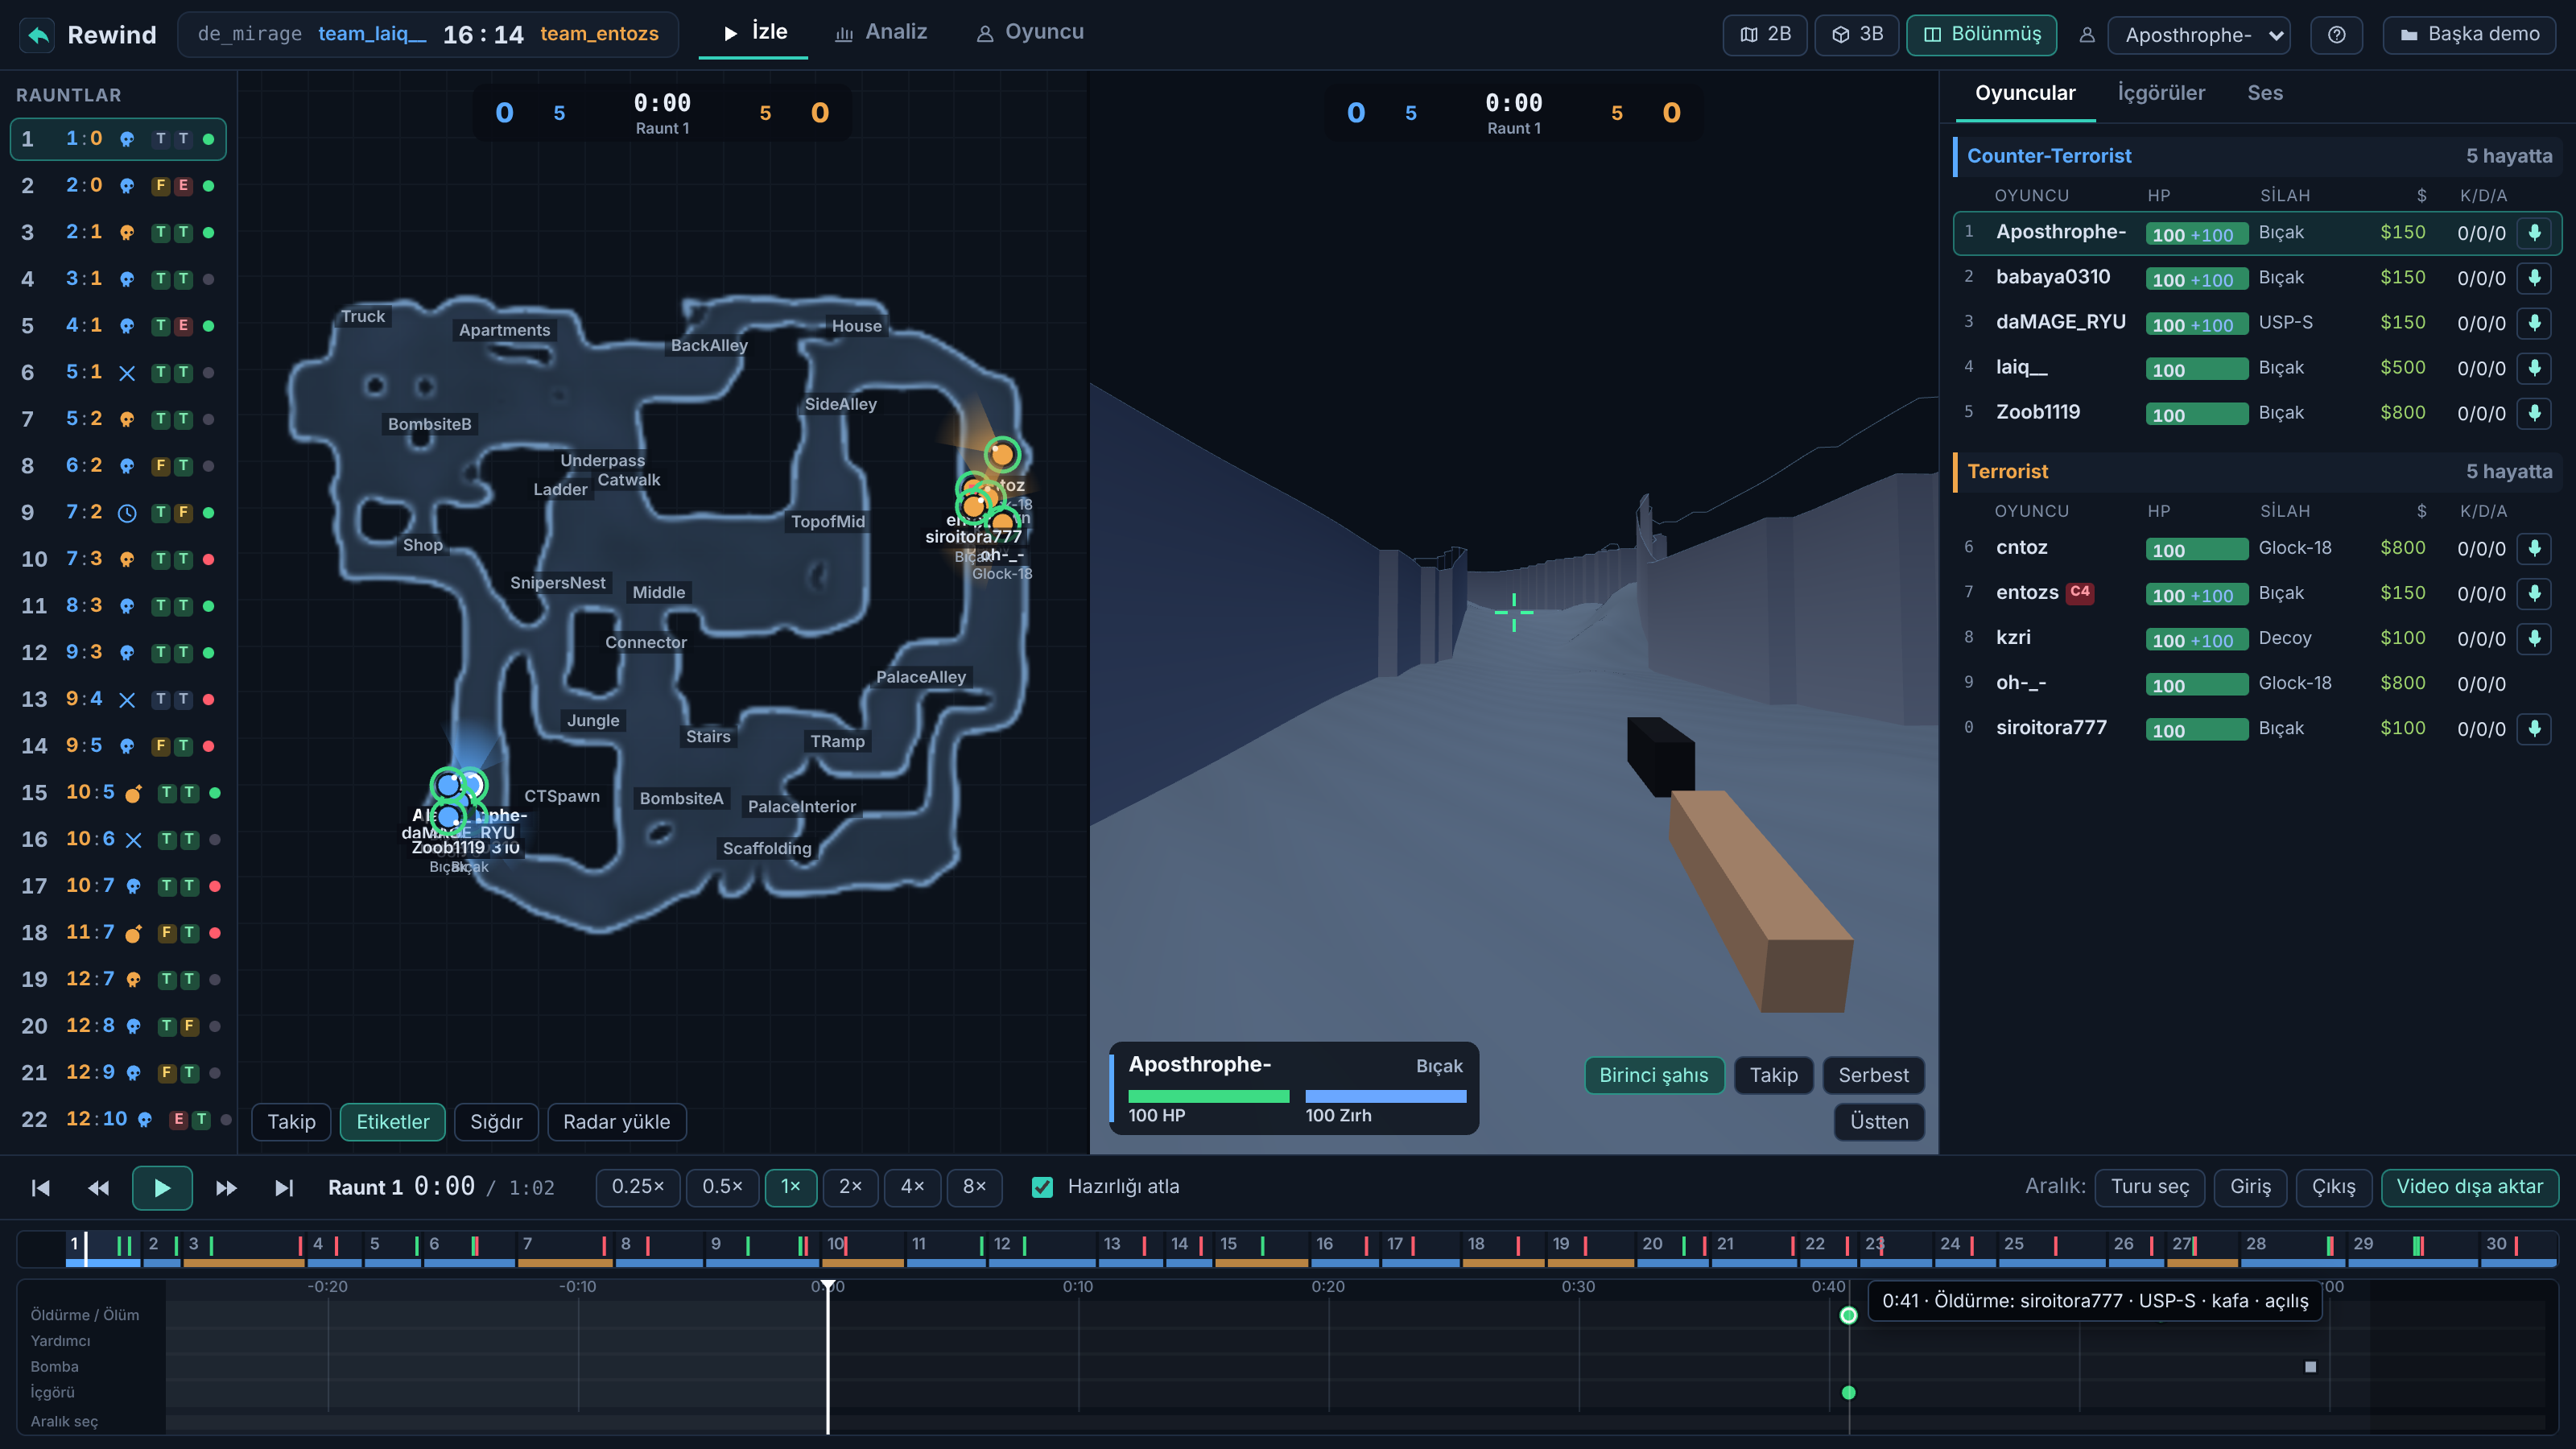 Rewind
de_mirage team_laiq__ 16 : 14 team_entozs
İzle
Analiz
Oyuncu
2B
3B
Bölünmüş
Aposthrophe-
Başka demo
RAUNTLAR
1 1:0 T T
2 2:0 F E
3 2:1 T T
4 3:1 T T
5 4:1 T E
6 5:1 T T
7 5:2 T T
8 6:2 F T
9 7:2 T F
10 7:3 T T
11 8:3 T T
12 9:3 T T
13 9:4 T T
14 9:5 F T
15 10:5 T T
16 10:6 T T
17 10:7 T T
18 11:7 F T
19 12:7 T T
20 12:8 T F
21 12:9 F T
22 12:10 E T
0 5 0:00 5 0
Raunt 1
Truck
Apartments
House
BackAlley
SideAlley
BombsiteB
Underpass
Catwalk
Ladder
TopofMid
Shop
SnipersNest
Middle
Connector
PalaceAlley
Jungle
Stairs
TRamp
CTSpawn
BombsiteA
PalaceInterior
Scaffolding
siroitora777
oh-_-
Glock-18
daMAGE_RYU
Zoob1119
Bıçak
Takip
Etiketler
Sığdır
Radar yükle
0 5 0:00 5 0
Raunt 1
Aposthrophe- Bıçak
100 HP 100 Zırh
Birinci şahıs
Takip
Serbest
Üstten
Oyuncular
İçgörüler
Ses
Counter-Terrorist 5 hayatta
OYUNCU HP SİLAH $ K/D/A
1 Aposthrophe- 100 +100 Bıçak $150 0/0/0
2 babaya0310 100 +100 Bıçak $150 0/0/0
3 daMAGE_RYU 100 +100 USP-S $150 0/0/0
4 laiq__ 100 Bıçak $500 0/0/0
5 Zoob1119 100 Bıçak $800 0/0/0
Terrorist 5 hayatta
OYUNCU HP SİLAH $ K/D/A
6 cntoz 100 Glock-18 $800 0/0/0
7 entozs C4 100 +100 Bıçak $150 0/0/0
8 kzri 100 +100 Decoy $100 0/0/0
9 oh-_- 100 Glock-18 $800 0/0/0
0 siroitora777 100 Bıçak $100 0/0/0
Raunt 1 0:00 / 1:02
0.25×
0.5×
1×
2×
4×
8×
Hazırlığı atla
Aralık:
Turu seç
Giriş
Çıkış
Video dışa aktar
1 2 3 4 5 6 7 8 9 10 11 12 13 14 15 16 17 18 19 20 21 22 23 24 25 26 27 28 29 30
-0:20 -0:10 0:00 0:10 0:20 0:30 0:40
0:41 · Öldürme: siroitora777 · USP-S · kafa · açılış
Öldürme / Ölüm
Yardımcı
Bomba
İçgörü
Aralık seç